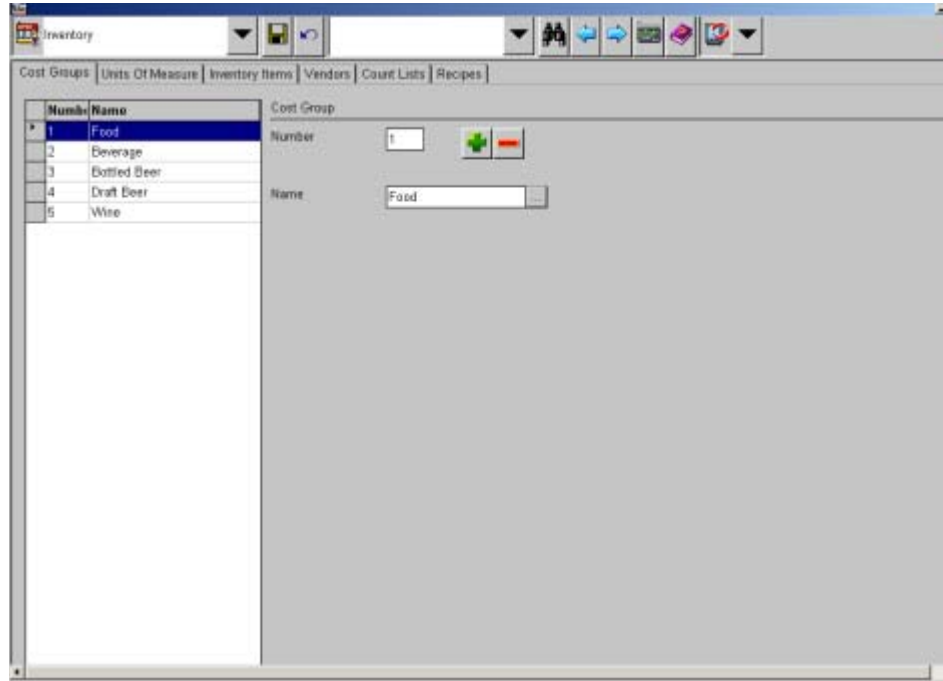 Inventory
Cost Groups Units Of Measure Inventory Items Vendors Count Lists Recipes
Numbe Name
1 Food
2 Beverage
3 Bottled Beer
4 Draft Beer
5 Wine
Cost Group
Number 1
Name Food ...